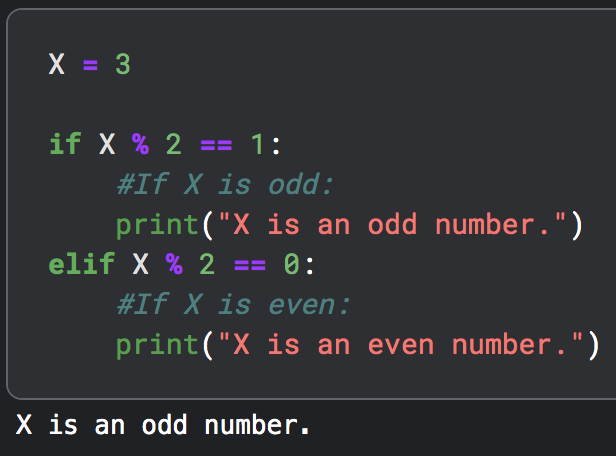 X = 3
if X % 2 == 1:
#If X is odd:
print("X is an odd number.")
elif X % 2 == 0:
#If X is even:
print("X is an even number.")
X is an odd number.